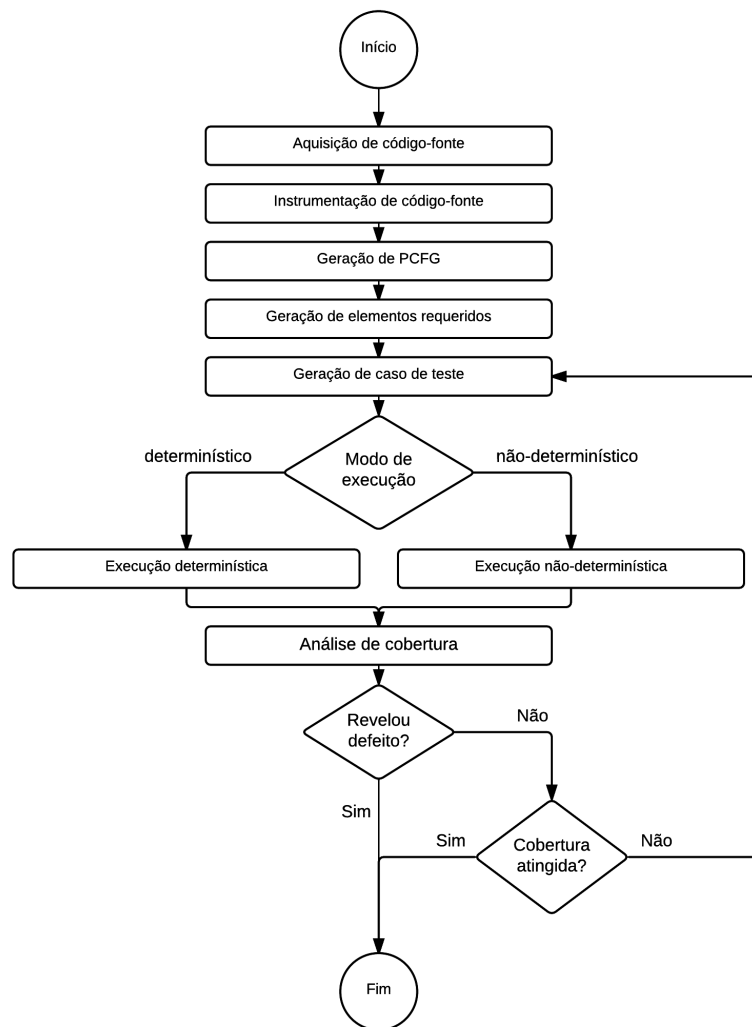 Início
Aquisição de código-fonte
Instrumentação de código-fonte
Geração de PCFG
Geração de elementos requeridos
Geração de caso de teste
determinístico
Modo de
execução
não-determinístico
Execução determinística
Execução não-determinística
Análise de cobertura
Revelou
defeito?
Não
Sim
Sim
Cobertura
atingida?
Não
Fim